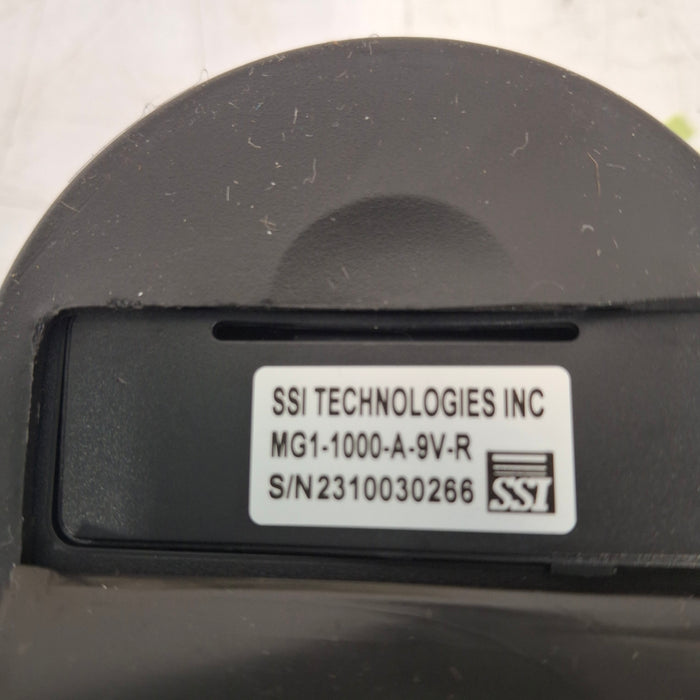 SSI TECHNOLOGIES INC
MG1-1000-A-9V-R
S/N2310030266
SSI